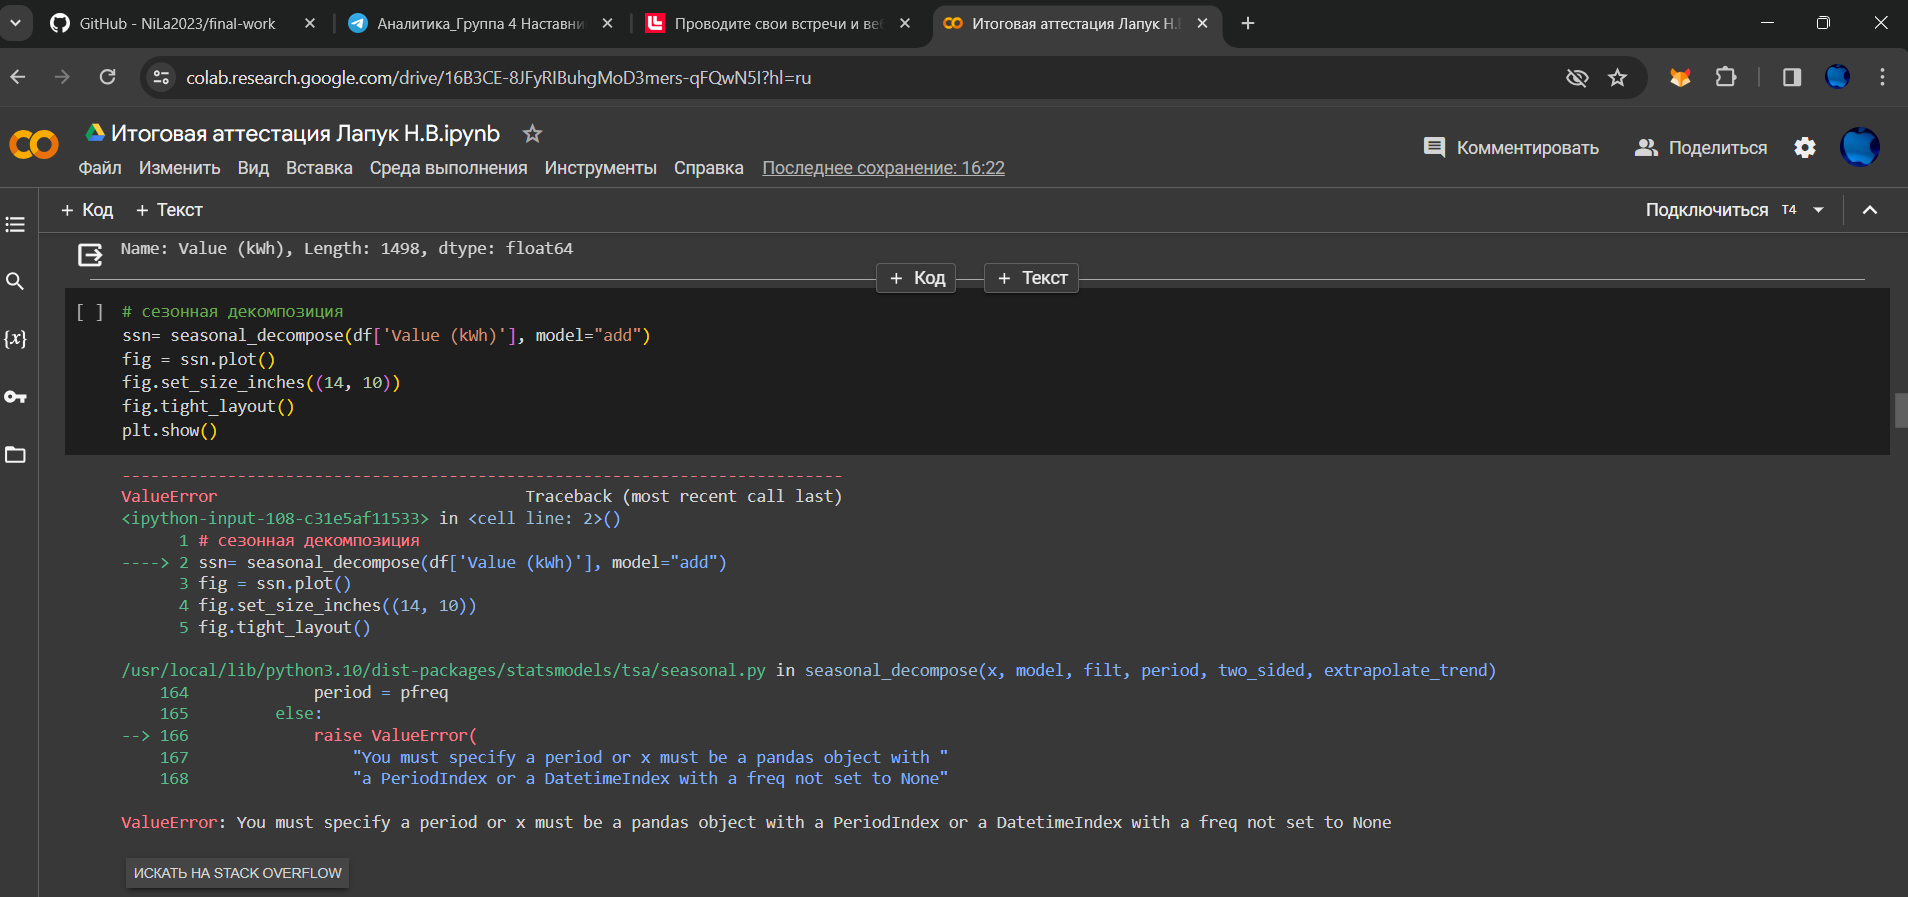 GitHub - NiLa2023/final-work
Аналитика_Группа 4 Наставни
Проводите свои встречи и ве
Итоговая аттестация Лапук Н.
colab.research.google.com/drive/16B3CE-8JFyRIBuhgMoD3mers-qFQwN5I?hl=ru
Итоговая аттестация Лапук Н.В.ipynb
Комментировать
Поделиться
Файл Изменить Вид Вставка Среда выполнения Инструменты Справка Последнее сохранение: 16:22
+ Код + Текст
Подключиться T4
Name: Value (kWh), Length: 1498, dtype: float64
+ Код + Текст
[ ] # сезонная декомпозиция
ssn= seasonal_decompose(df['Value (kWh)'], model="add")
fig = ssn.plot()
fig.set_size_inches((14, 10))
fig.tight_layout()
plt.show()
{x}
---------------------------------------------------------------------------
ValueError Traceback (most recent call last)
<ipython-input-108-c31e5af11533> in <cell line: 2>()
1 # сезонная декомпозиция
----> 2 ssn= seasonal_decompose(df['Value (kWh)'], model="add")
3 fig = ssn.plot()
4 fig.set_size_inches((14, 10))
5 fig.tight_layout()
/usr/local/lib/python3.10/dist-packages/statsmodels/tsa/seasonal.py in seasonal_decompose(x, model, filt, period, two_sided, extrapolate_trend)
164 period = pfreq
165 else:
--> 166 raise ValueError(
167 "You must specify a period or x must be a pandas object with "
168 "a PeriodIndex or a DatetimeIndex with a freq not set to None"
ValueError: You must specify a period or x must be a pandas object with a PeriodIndex or a DatetimeIndex with a freq not set to None
ИСКАТЬ НА STACK OVERFLOW